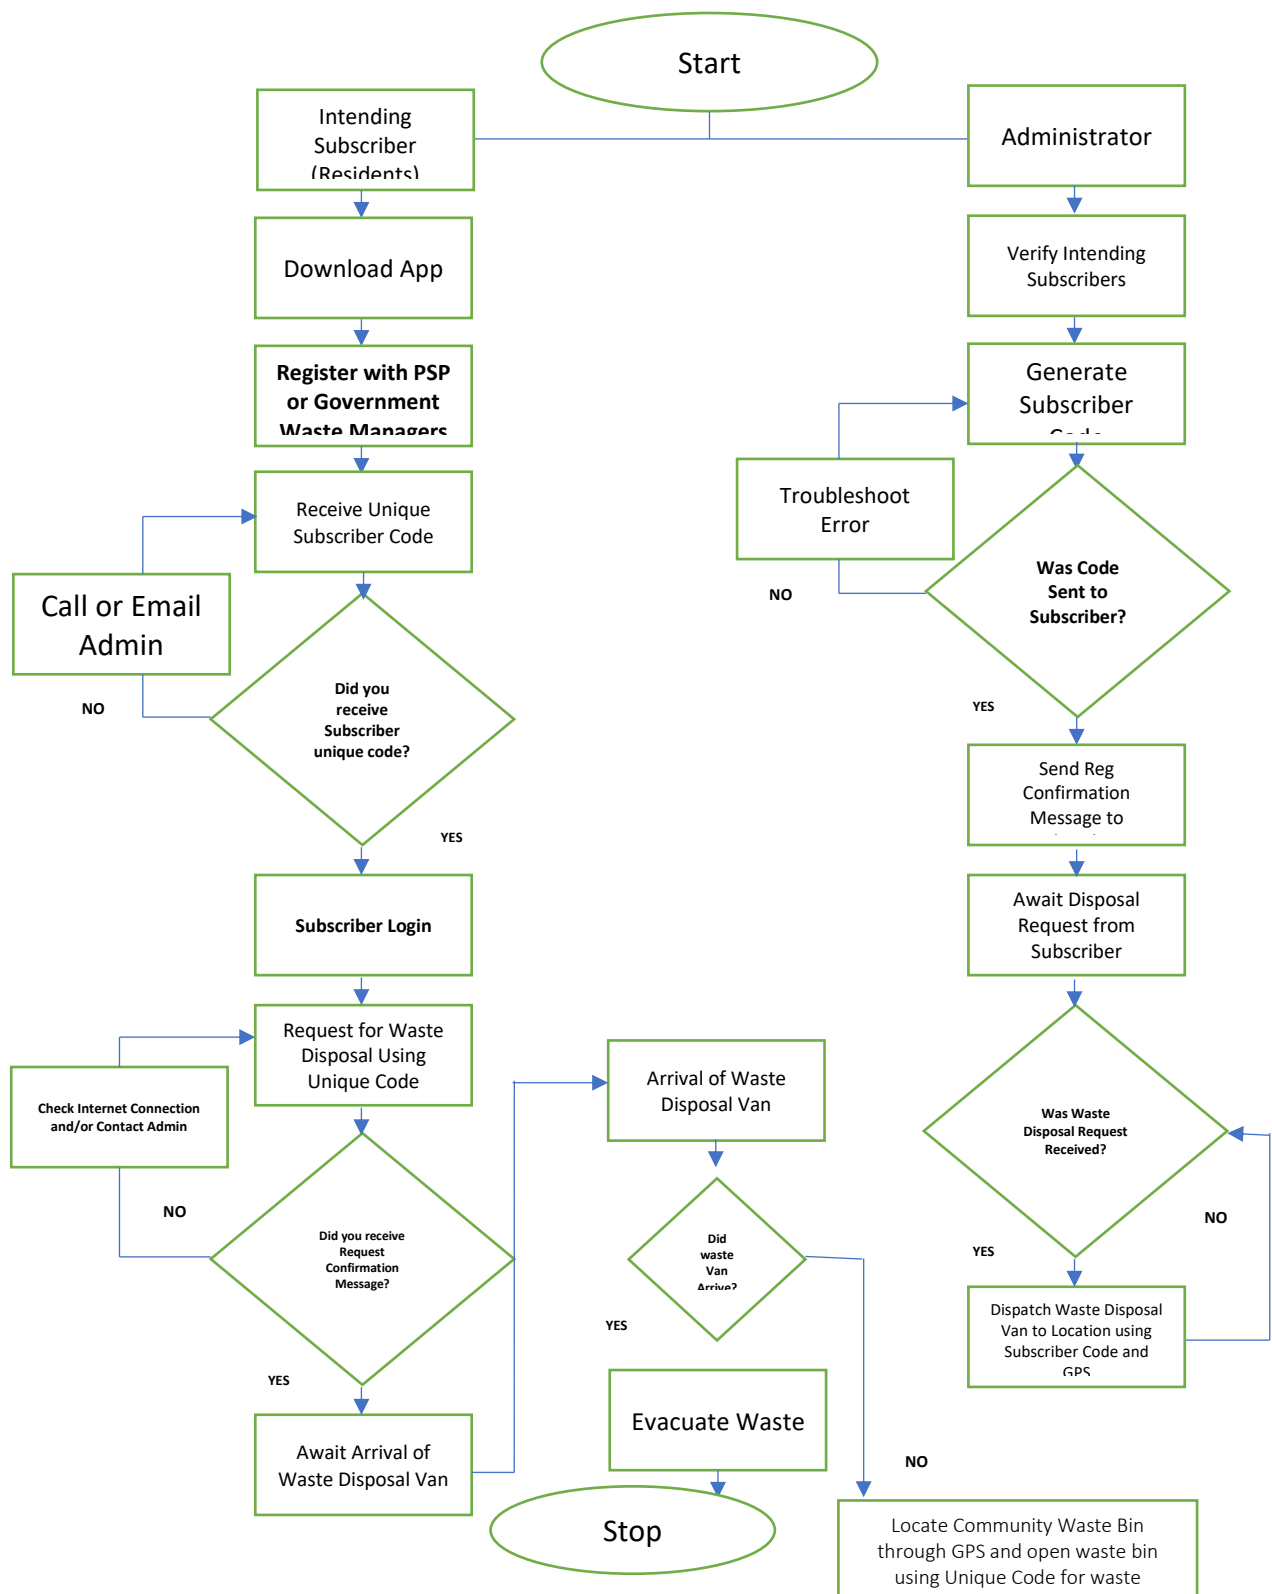 Start
Intending
Subscriber
(Residents)
Administrator
Download App
Verify Intending
Subscribers
Register with PSP
or Government
Waste Managers
Generate
Subscriber
Code
Receive Unique
Subscriber Code
Troubleshoot
Error
Call or Email
Admin
NO
Was Code
Sent to
Subscriber?
NO
Did you
receive
Subscriber
unique code?
YES
YES
Send Reg
Confirmation
Message to
Subscriber Login
Await Disposal
Request from
Subscriber
Request for Waste
Disposal Using
Unique Code
Check Internet Connection
and/or Contact Admin
NO
Arrival of Waste
Disposal Van
Was Waste
Disposal Request
Received?
NO
YES
Did you receive
Request
Confirmation
Message?
YES
Did
waste
Van
Arrive?
YES
Dispatch Waste Disposal
Van to Location using
Subscriber Code and
GPS
Await Arrival of
Waste Disposal Van
Evacuate Waste
NO
Stop
Locate Community Waste Bin
through GPS and open waste bin
using Unique Code for waste